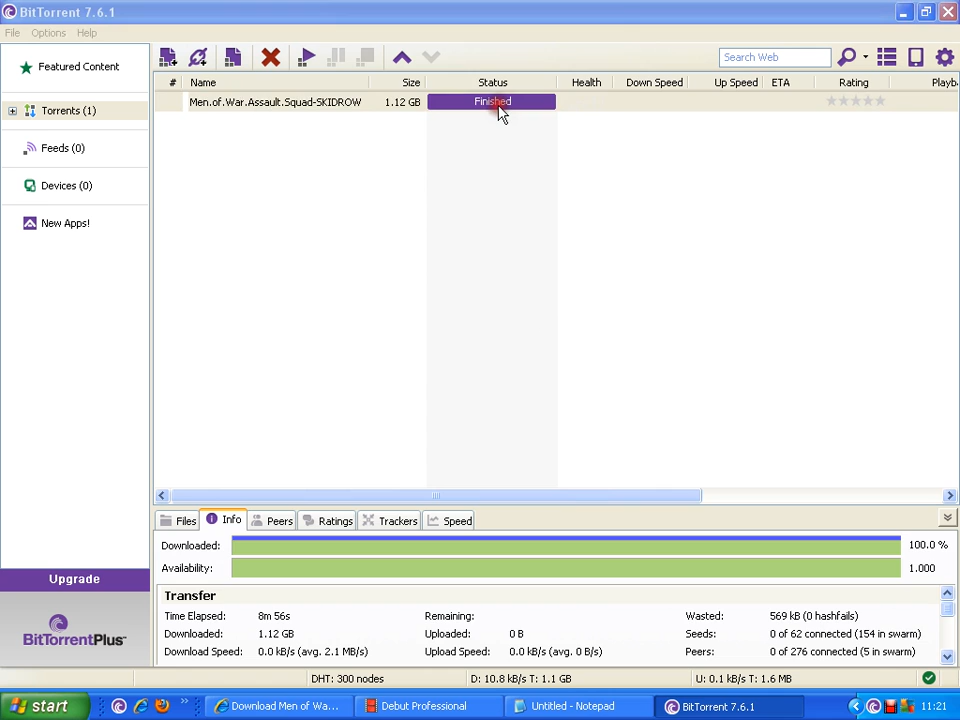 BitTorrent 7.6.1
File Options Help
Featured Content
Torrents (1)
Feeds (0)
Devices (0)
New Apps!
Search Web
# Name Size Status Health Down Speed Up Speed ETA Rating Playb
Men.of.War.Assault.Squad-SKIDROW 1.12 GB Finished
Files Info Peers Ratings Trackers Speed
Downloaded: 100.0 %
Availability: 1.000
Upgrade
BitTorrentPlus
Transfer
Time Elapsed: 8m 56s Remaining: Wasted: 569 kB (0 hashfails)
Downloaded: 1.12 GB Uploaded: 0 B Seeds: 0 of 62 connected (154 in swarm)
Download Speed: 0.0 kB/s (avg. 2.1 MB/s) Upload Speed: 0.0 kB/s (avg. 0 B/s) Peers: 0 of 276 connected (5 in swarm)
DHT: 300 nodes D: 10.8 kB/s T: 1.1 GB U: 0.1 kB/s T: 1.6 MB
start Download Men of Wa... Debut Professional Untitled - Notepad BitTorrent 7.6.1 11:21